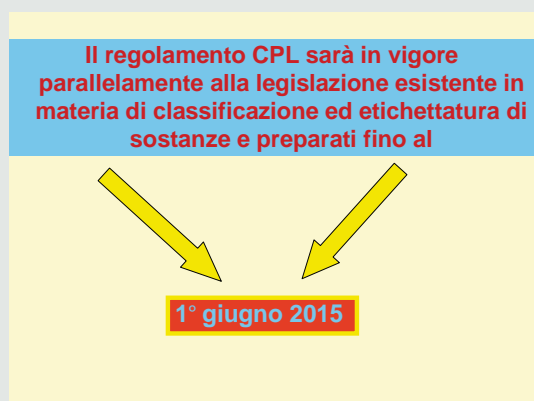 Il regolamento CPL sarà in vigore
parallelamente alla legislazione esistente in
materia di classificazione ed etichettatura di
sostanze e preparati fino al
1° giugno 2015